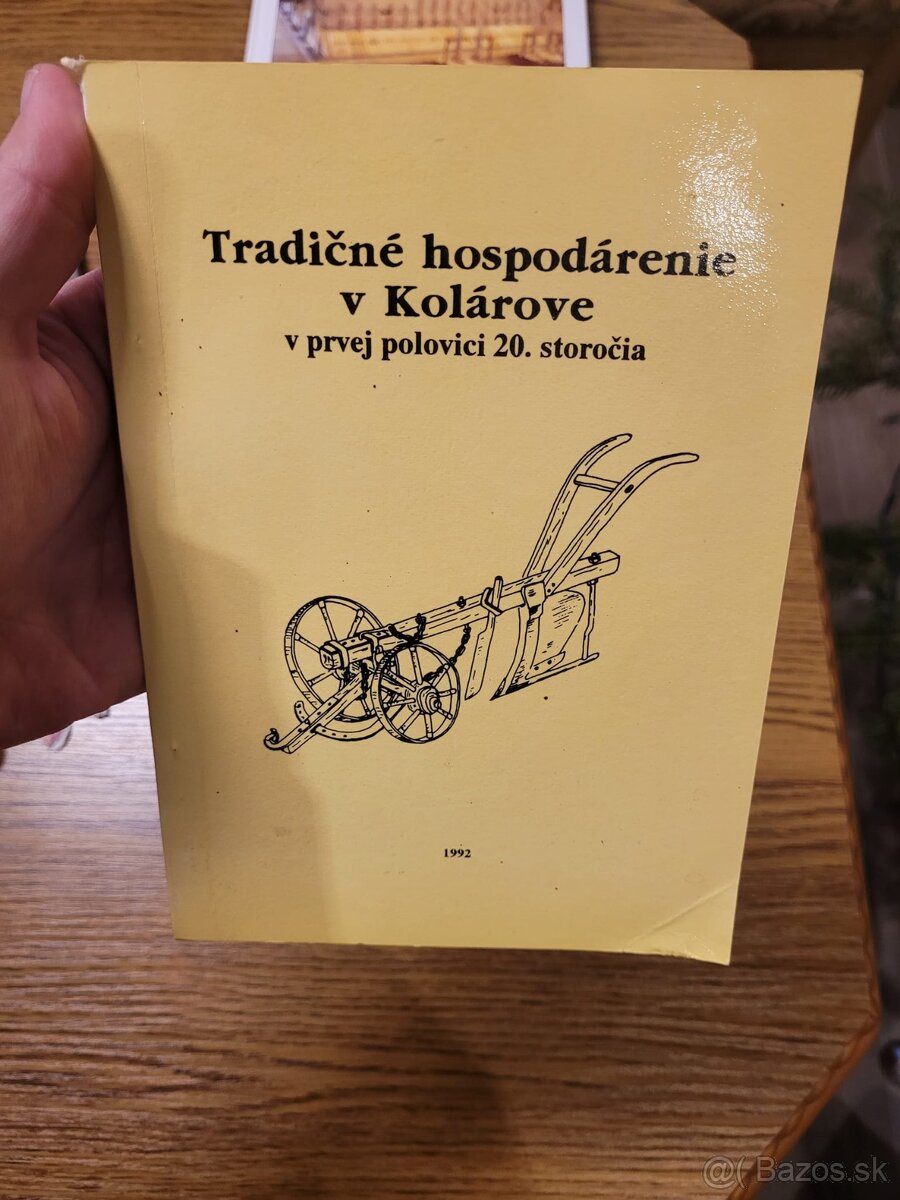 Tradičné hospodárenie
v Kolárove
v prvej polovici 20. storočia
1992
@( Bazos.sk